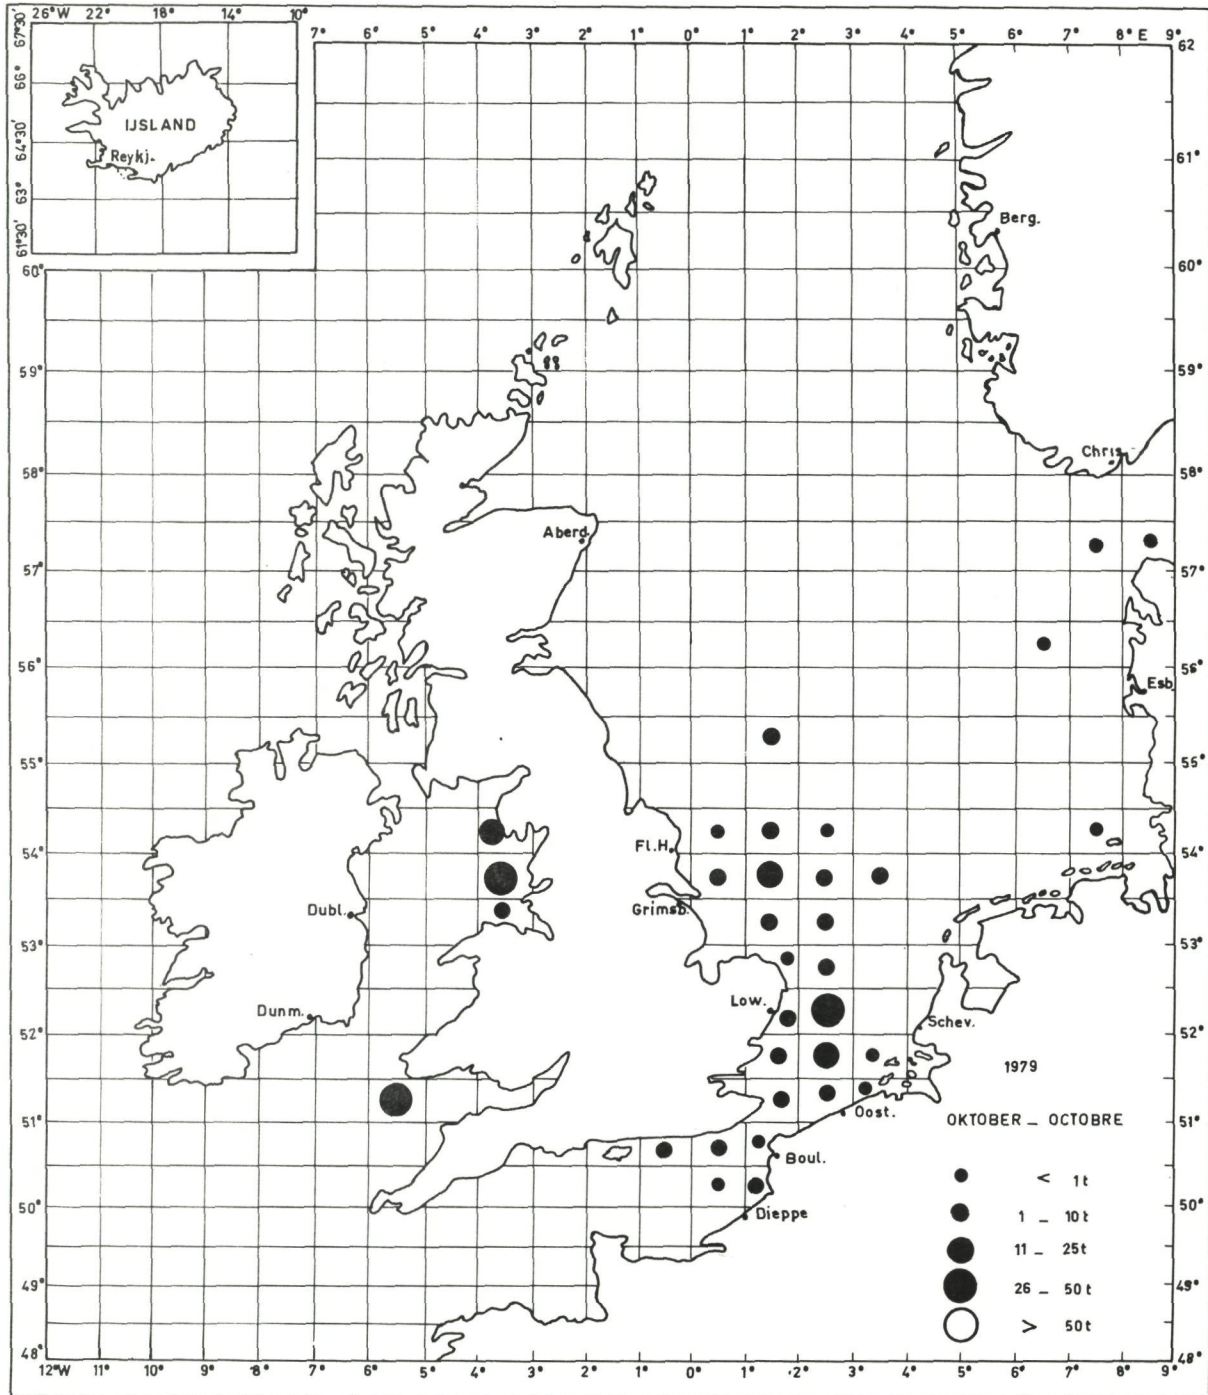 26°W 22° 18° 14° 10°
67°30'
66°
64°30'
63°
61°30'
IJSLAND
Reykj.
7° 6° 5° 4° 3° 2° 1° 0° 1° 2° 3° 4° 5° 6° 7° 8° E 9°
62
61°
Berg.
60° 60°
59° 59°
Chris
58° 58°
Aberd.
57° 57°
56° 56°
Esb
55° 55°
54° Fl.H. 54°
Dubl. Grimsb.
53° 53°
Dunm. Low. Schev.
52° 52°
1979
51° Oost. 51°
OKTOBER _ OCTOBRE
Boul.
< 1t
50° Dieppe 50°
1 _ 10t
11 _ 25t
49° 49°
26 _ 50t
> 50t
48° 48°
12°W 11° 10° 9° 8° 7° 6° 5° 4° 3° 2° 1° 0° 1° 2° 3° 4° 5° 6° 7° 8° 9°